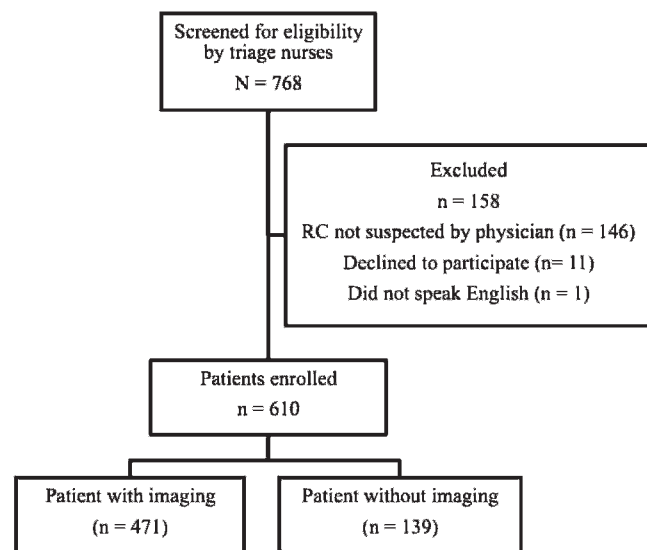 Screened for eligibility
by triage nurses
N = 768
Excluded
n = 158
RC not suspected by physician (n = 146)
Declined to participate (n= 11)
Did not speak English (n = 1)
Patients enrolled
n = 610
Patient with imaging
(n = 471)
Patient without imaging
(n = 139)